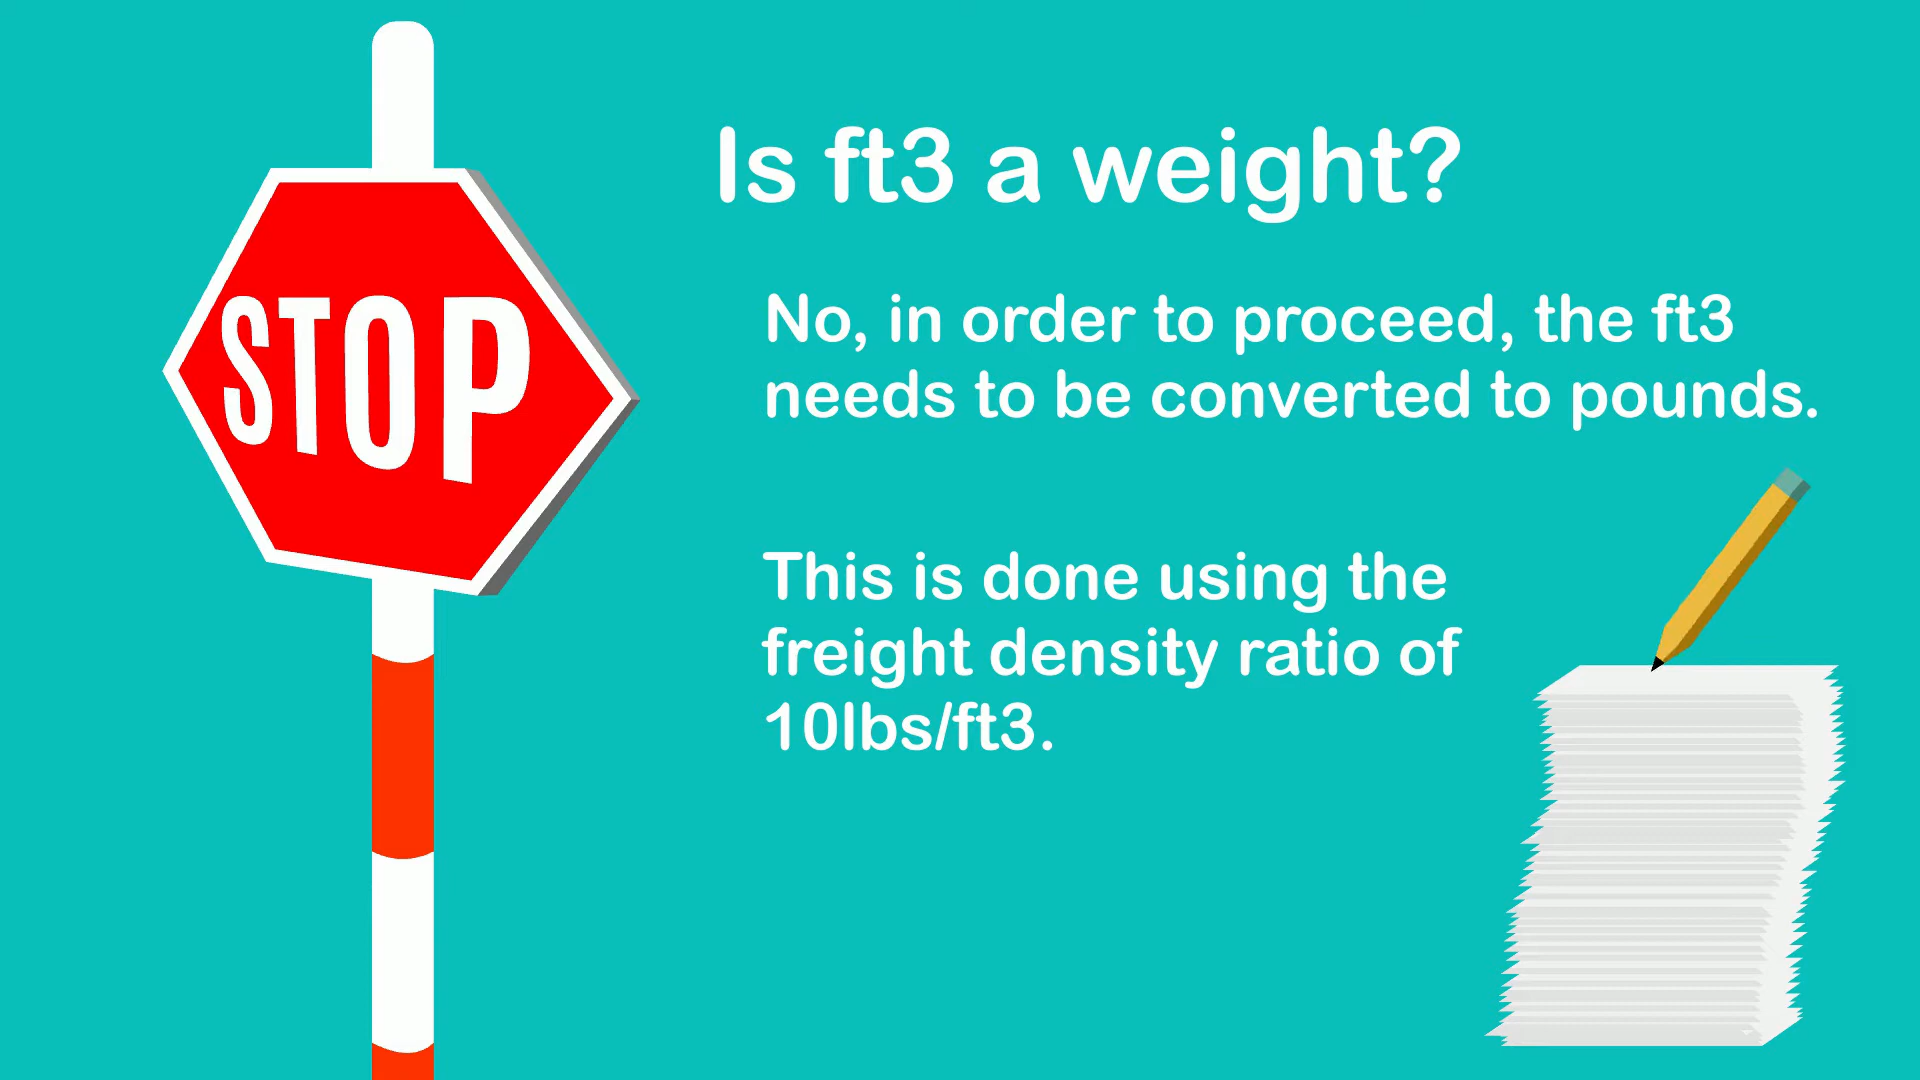 STOP
Is ft3 a weight?
No, in order to proceed, the ft3
needs to be converted to pounds.
This is done using the
freight density ratio of
10lbs/ft3.